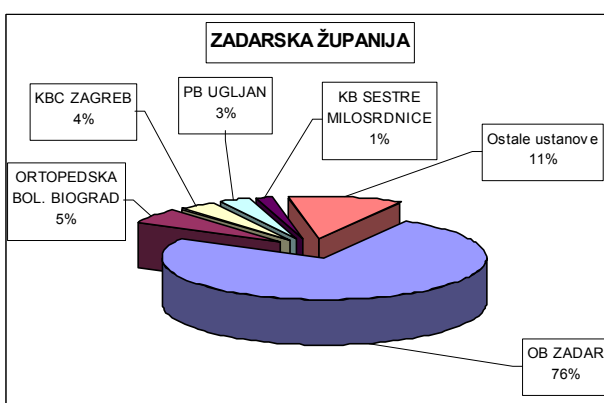 ZADARSKA ŽUPANIJA
PB UGLJAN
3%
KB SESTRE
MILOSRDNICE
1%
KBC ZAGREB
4%
Ostale ustanove
11%
ORTOPEDSKA
BOL. BIOGRAD
5%
OB ZADAR
76%